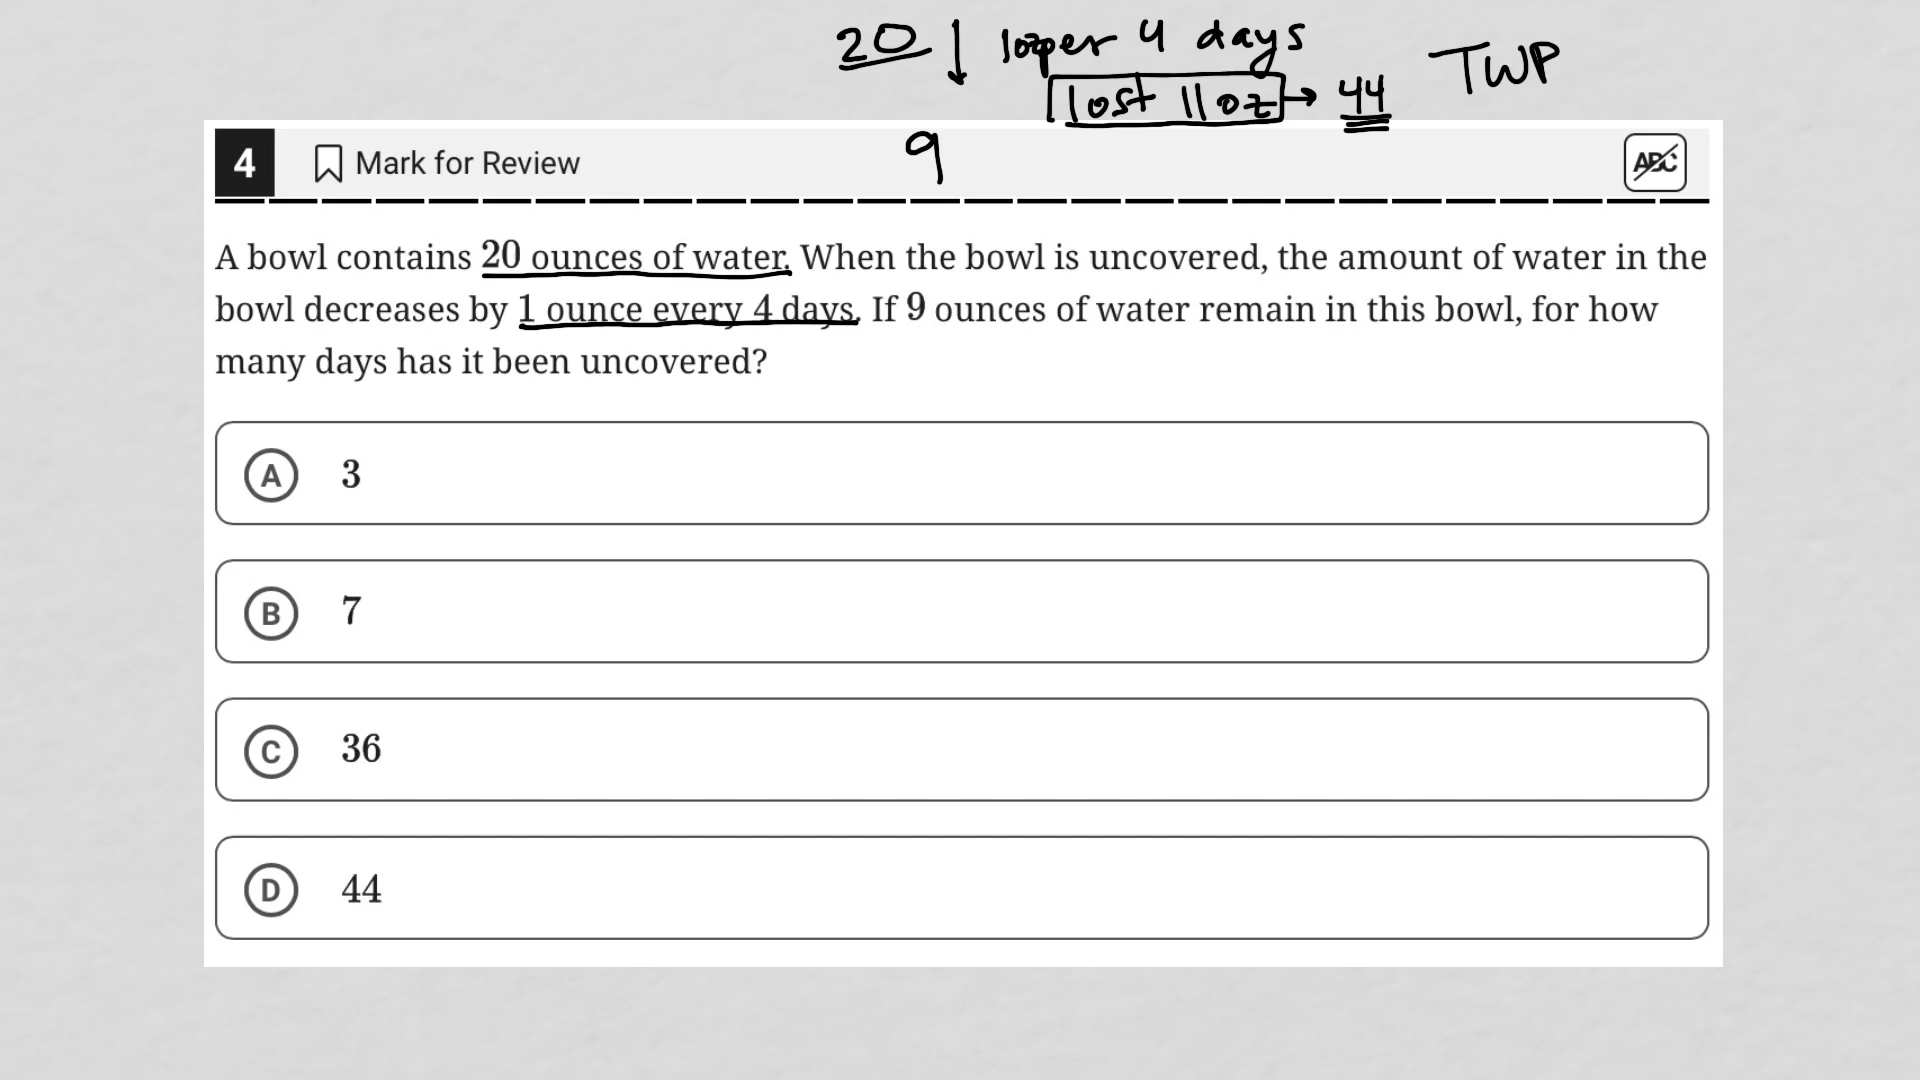 20 ↓ 1oz per 4 days TWP
lost 11 oz → 44
9
4 Mark for Review ABC
A bowl contains 20 ounces of water. When the bowl is uncovered, the amount of water in the
bowl decreases by 1 ounce every 4 days. If 9 ounces of water remain in this bowl, for how
many days has it been uncovered?
A 3
B 7
C 36
D 44